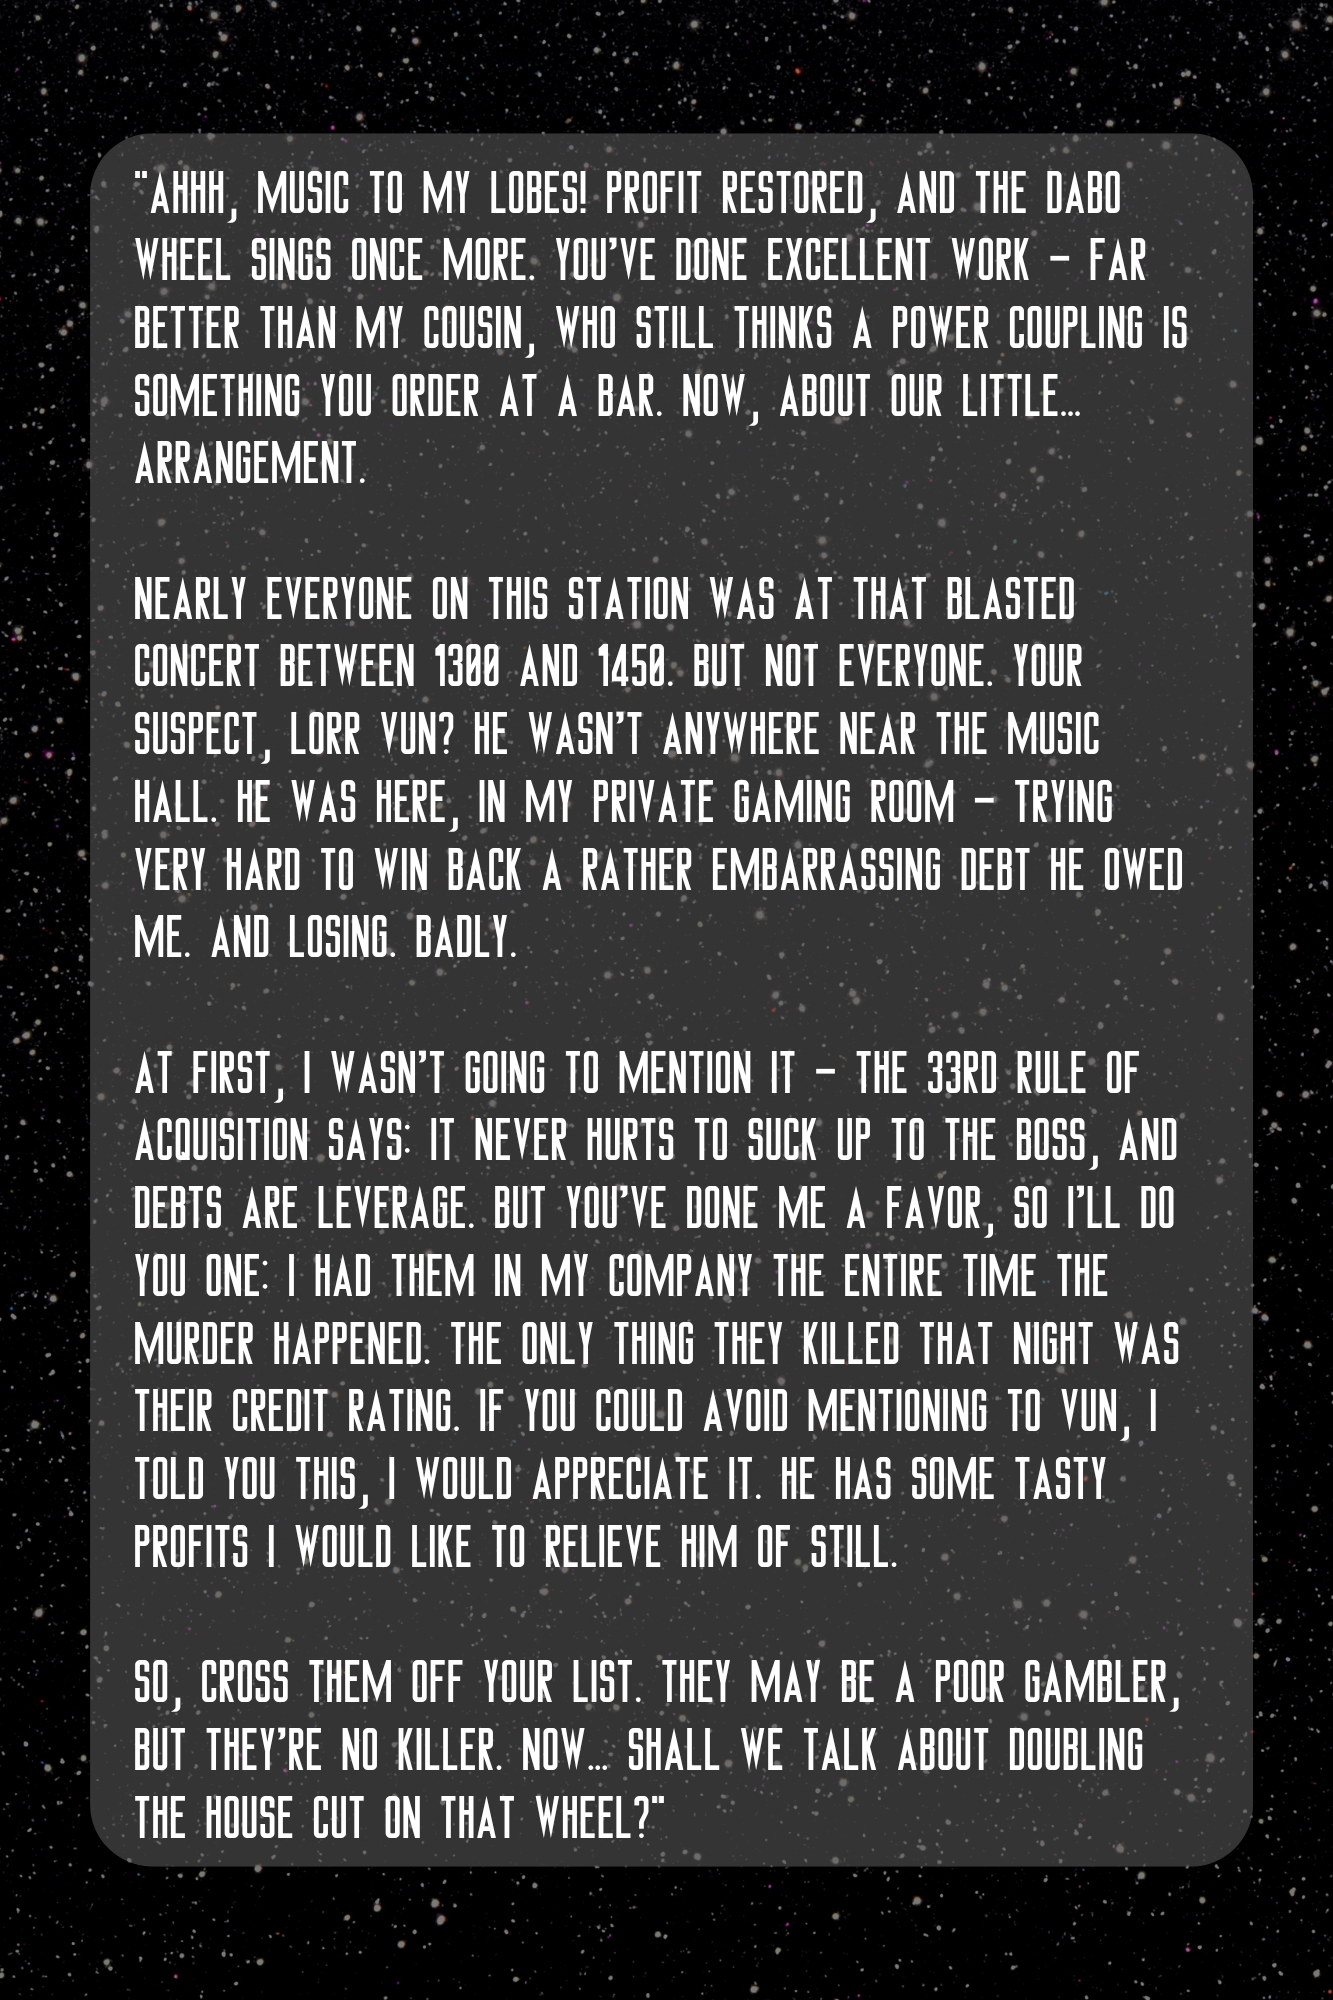 "AHHH, MUSIC TO MY LOBES! PROFIT RESTORED, AND THE DABO
WHEEL SINGS ONCE MORE. YOU'VE DONE EXCELLENT WORK – FAR
BETTER THAN MY COUSIN, WHO STILL THINKS A POWER COUPLING IS
SOMETHING YOU ORDER AT A BAR. NOW, ABOUT OUR LITTLE…
ARRANGEMENT.
NEARLY EVERYONE ON THIS STATION WAS AT THAT BLASTED
CONCERT BETWEEN 1300 AND 1450. BUT NOT EVERYONE. YOUR
SUSPECT, LORR VUN? HE WASN'T ANYWHERE NEAR THE MUSIC
HALL. HE WAS HERE, IN MY PRIVATE GAMING ROOM – TRYING
VERY HARD TO WIN BACK A RATHER EMBARRASSING DEBT HE OWED
ME. AND LOSING. BADLY.
AT FIRST, I WASN'T GOING TO MENTION IT – THE 33RD RULE OF
ACQUISITION SAYS: IT NEVER HURTS TO SUCK UP TO THE BOSS, AND
DEBTS ARE LEVERAGE. BUT YOU'VE DONE ME A FAVOR, SO I'LL DO
YOU ONE: I HAD THEM IN MY COMPANY THE ENTIRE TIME THE
MURDER HAPPENED. THE ONLY THING THEY KILLED THAT NIGHT WAS
THEIR CREDIT RATING. IF YOU COULD AVOID MENTIONING TO VUN, I
TOLD YOU THIS, I WOULD APPRECIATE IT. HE HAS SOME TASTY
PROFITS I WOULD LIKE TO RELIEVE HIM OF STILL.
SO, CROSS THEM OFF YOUR LIST. THEY MAY BE A POOR GAMBLER,
BUT THEY'RE NO KILLER. NOW… SHALL WE TALK ABOUT DOUBLING
THE HOUSE CUT ON THAT WHEEL?"